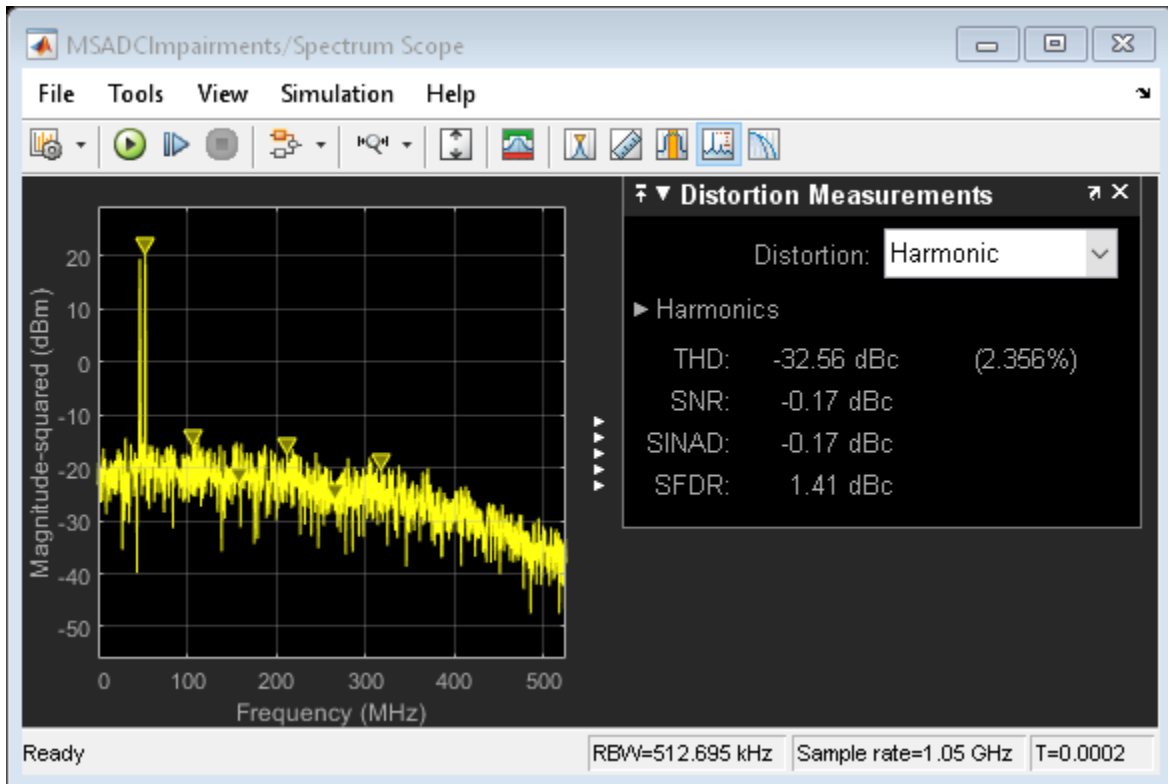 MSADCImpairments/Spectrum Scope
File Tools View Simulation Help
Distortion Measurements
Distortion: Harmonic
Harmonics
THD: -32.56 dBc (2.356%)
SNR: -0.17 dBc
SINAD: -0.17 dBc
SFDR: 1.41 dBc
Magnitude-squared (dBm)
20
10
0
-10
-20
-30
-40
-50
0 100 200 300 400 500
Frequency (MHz)
Ready RBW=512.695 kHz Sample rate=1.05 GHz T=0.0002